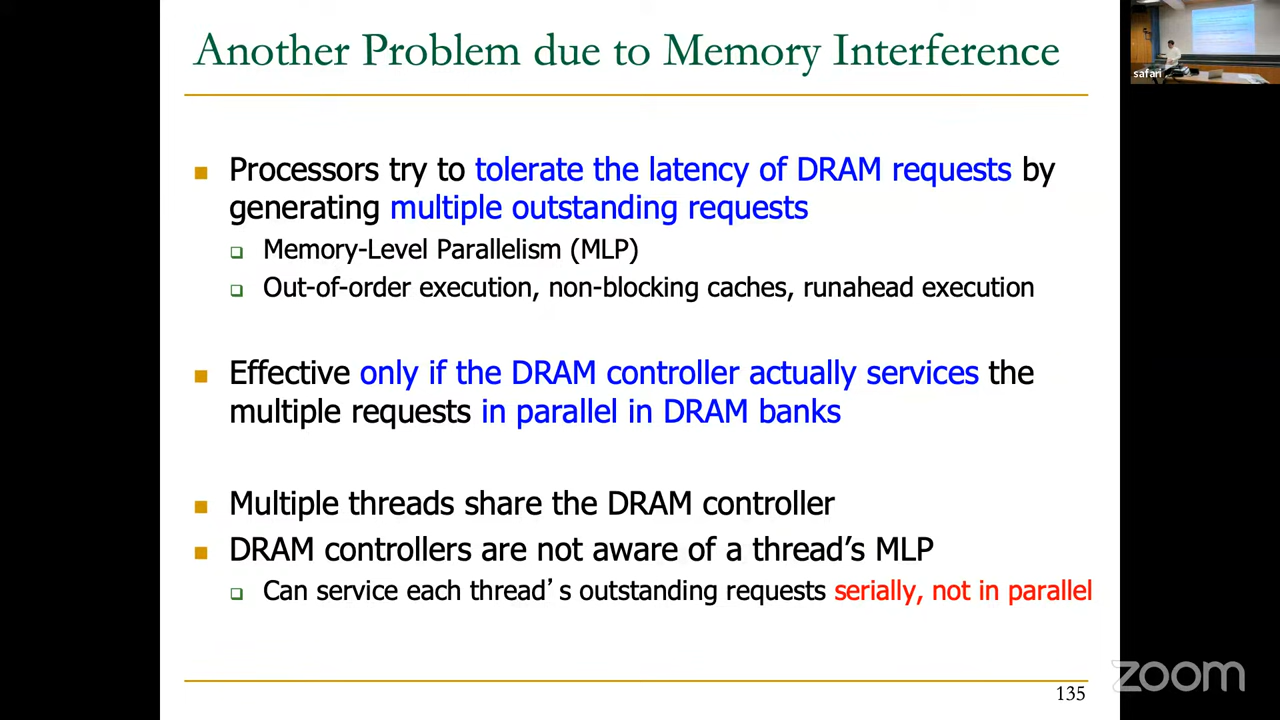 Another Problem due to Memory Interference
safari
Processors try to tolerate the latency of DRAM requests by
generating multiple outstanding requests
Memory-Level Parallelism (MLP)
Out-of-order execution, non-blocking caches, runahead execution
Effective only if the DRAM controller actually services the
multiple requests in parallel in DRAM banks
Multiple threads share the DRAM controller
DRAM controllers are not aware of a thread’s MLP
Can service each thread’s outstanding requests serially, not in parallel
zoom
135